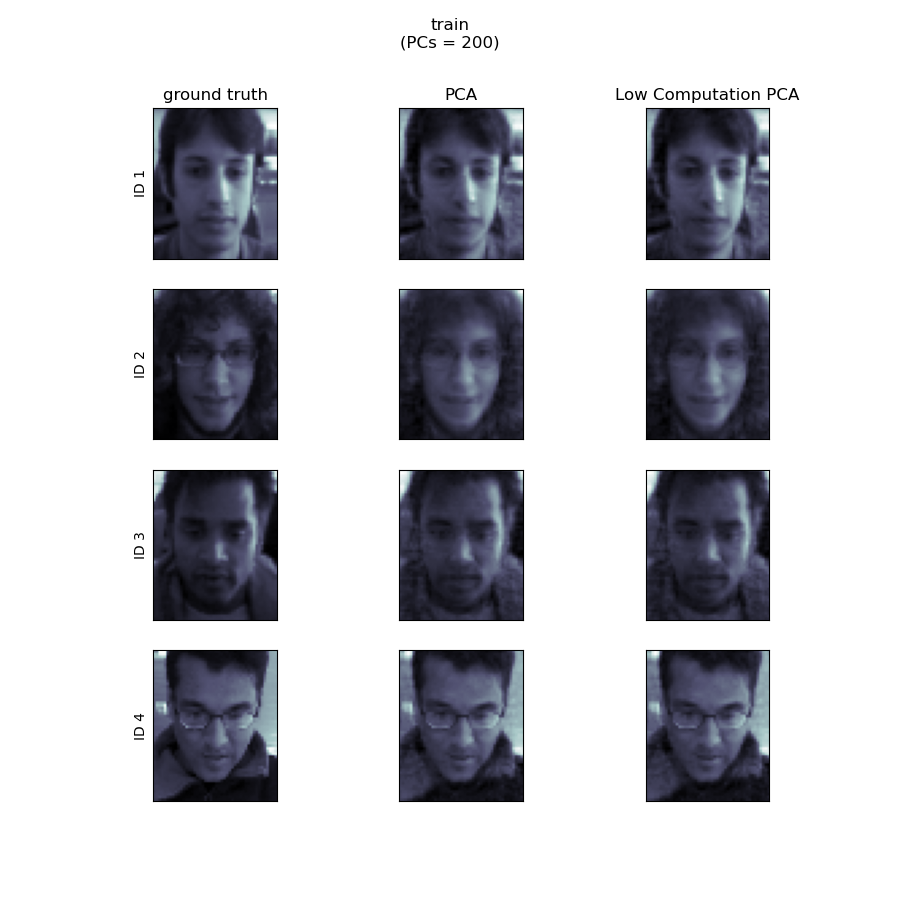 train
(PCs = 200)
ground truth
PCA
Low Computation PCA
ID 1
ID 2
ID 3
ID 4